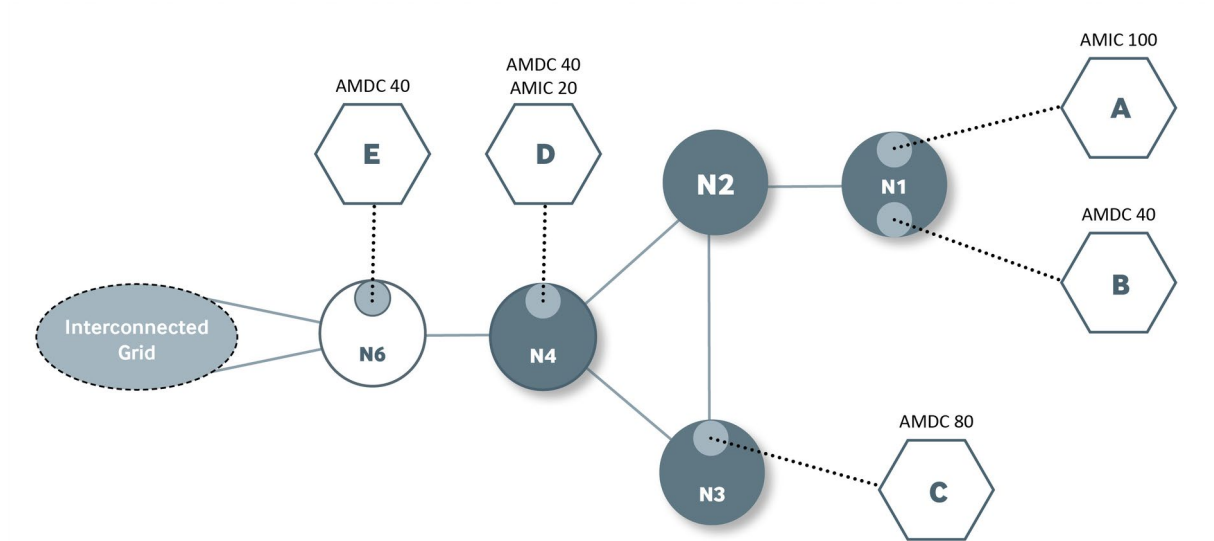 AMIC 100
A
AMDC 40
AMIC 20
D
AMDC 40
E
N2
N1
AMDC 40
B
Interconnected
Grid
N6
N4
AMDC 80
C
N3